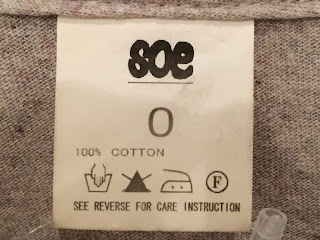 soe
0
100% COTTON
F
SEE REVERSE FOR CARE INSTRUCTION